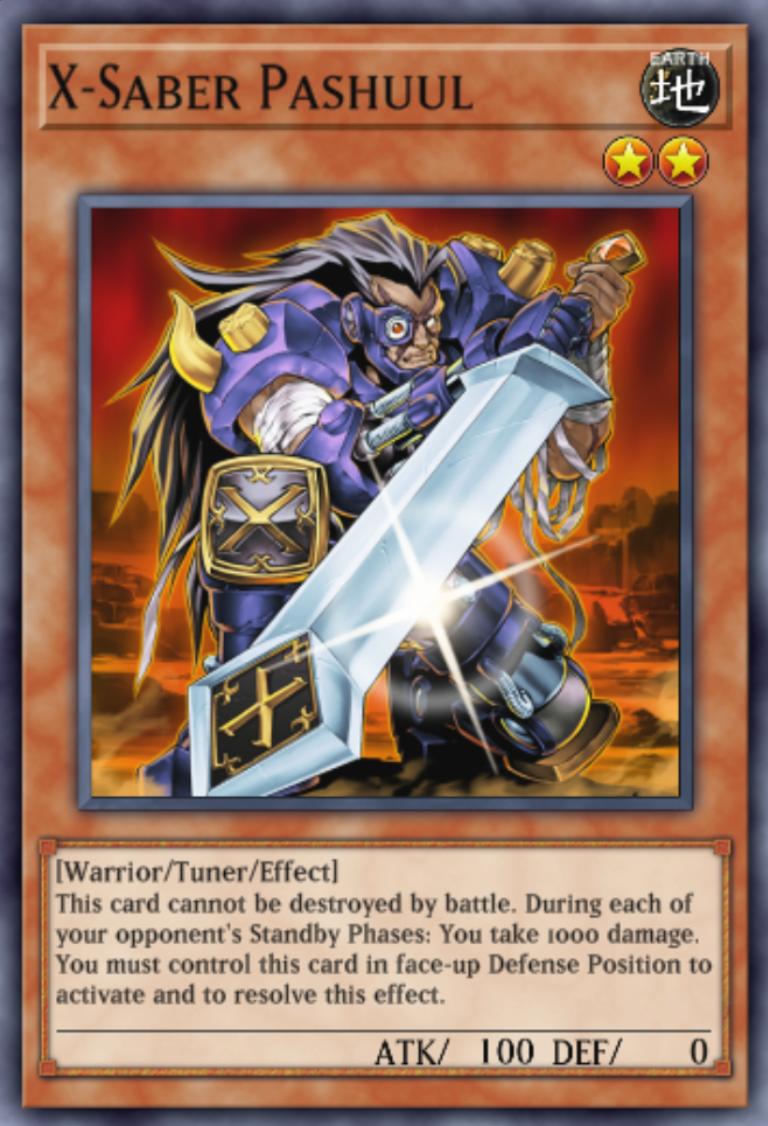 X-Saber Pashuul
EARTH
地
[Warrior/Tuner/Effect]
This card cannot be destroyed by battle. During each of
your opponent's Standby Phases: You take 1000 damage.
You must control this card in face-up Defense Position to
activate and to resolve this effect.
ATK/ 100 DEF/ 0